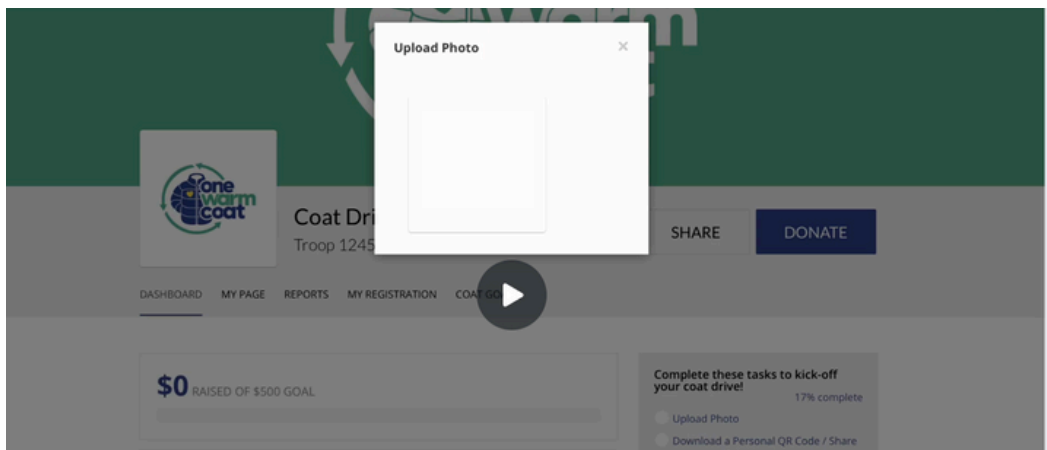 warm
Upload Photo ×
one
warm
coat
Coat Dri
Troop 1245
SHARE
DONATE
DASHBOARD MY PAGE REPORTS MY REGISTRATION COAT GO
$0 RAISED OF $500 GOAL
Complete these tasks to kick-off
your coat drive!
17% complete
Upload Photo
Download a Personal QR Code / Share